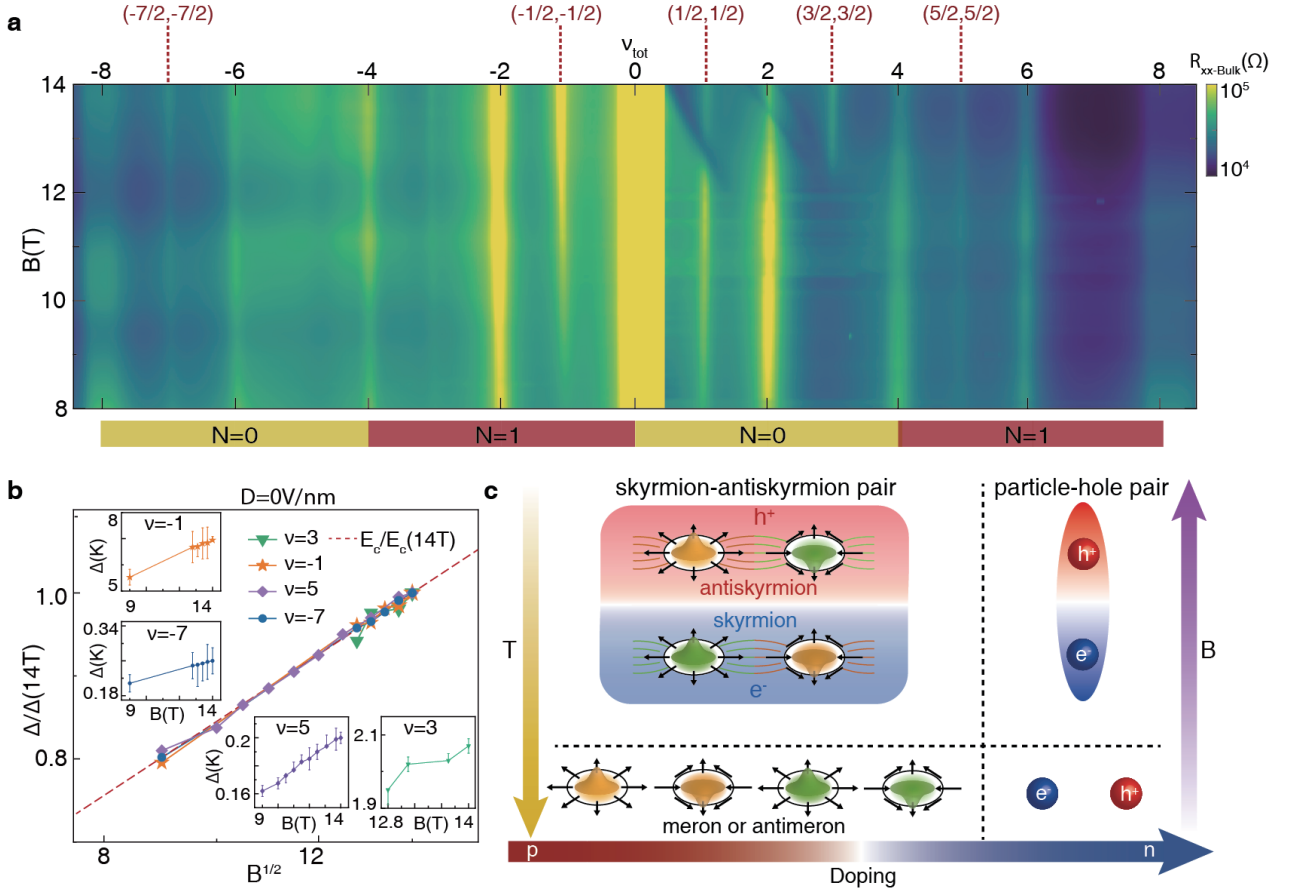 a
(-7/2,-7/2) (-1/2,-1/2) (1/2,1/2) (3/2,3/2) (5/2,5/2)
ν_tot
-8 -6 -4 -2 0 2 4 6 8
R_xx-Bulk(Ω)
10^5
10^4
14
12
10
8
B(T)
N=0 N=1 N=0 N=1
b
D=0V/nm
ν=-1
8
5
Δ(K)
9 14
ν=3
ν=-1
ν=5
ν=-7
E_c/E_c(14T)
ν=-7
0.34
0.18
Δ(K)
9 14
B(T)
ν=5
0.2
0.16
Δ(K)
9 14
B(T)
ν=3
2.1
1.9
12.8 14
B(T)
1.0
0.8
Δ/Δ(14T)
8 12
B^1/2
c
skyrmion-antiskyrmion pair
particle-hole pair
h+
antiskyrmion
skyrmion
e-
h+
e-
T
B
meron or antimeron
e-
h+
p n
Doping